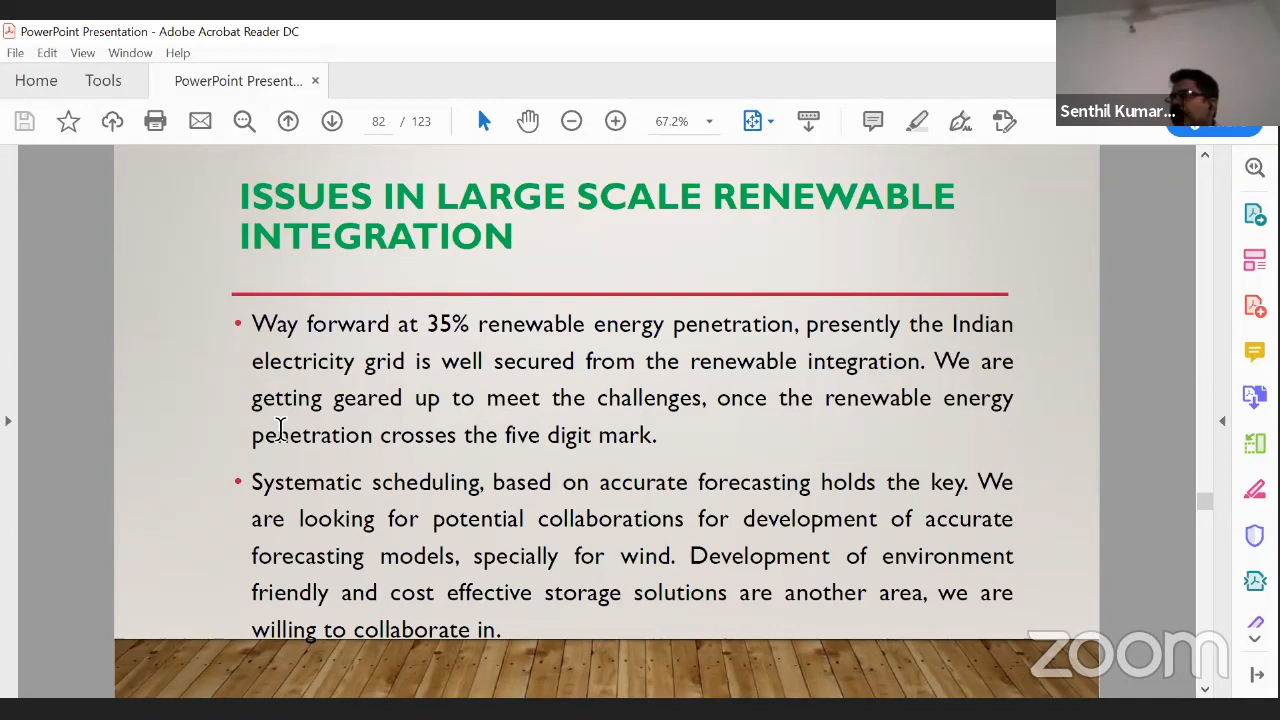 PowerPoint Presentation - Adobe Acrobat Reader DC
File Edit View Window Help
Home Tools PowerPoint Present... ×
82 / 123 67.2%
Senthil Kumar...
ISSUES IN LARGE SCALE RENEWABLE
INTEGRATION
• Way forward at 35% renewable energy penetration, presently the Indian
electricity grid is well secured from the renewable integration. We are
getting geared up to meet the challenges, once the renewable energy
penetration crosses the five digit mark.
• Systematic scheduling, based on accurate forecasting holds the key. We
are looking for potential collaborations for development of accurate
forecasting models, specially for wind. Development of environment
friendly and cost effective storage solutions are another area, we are
willing to collaborate in.
zoom